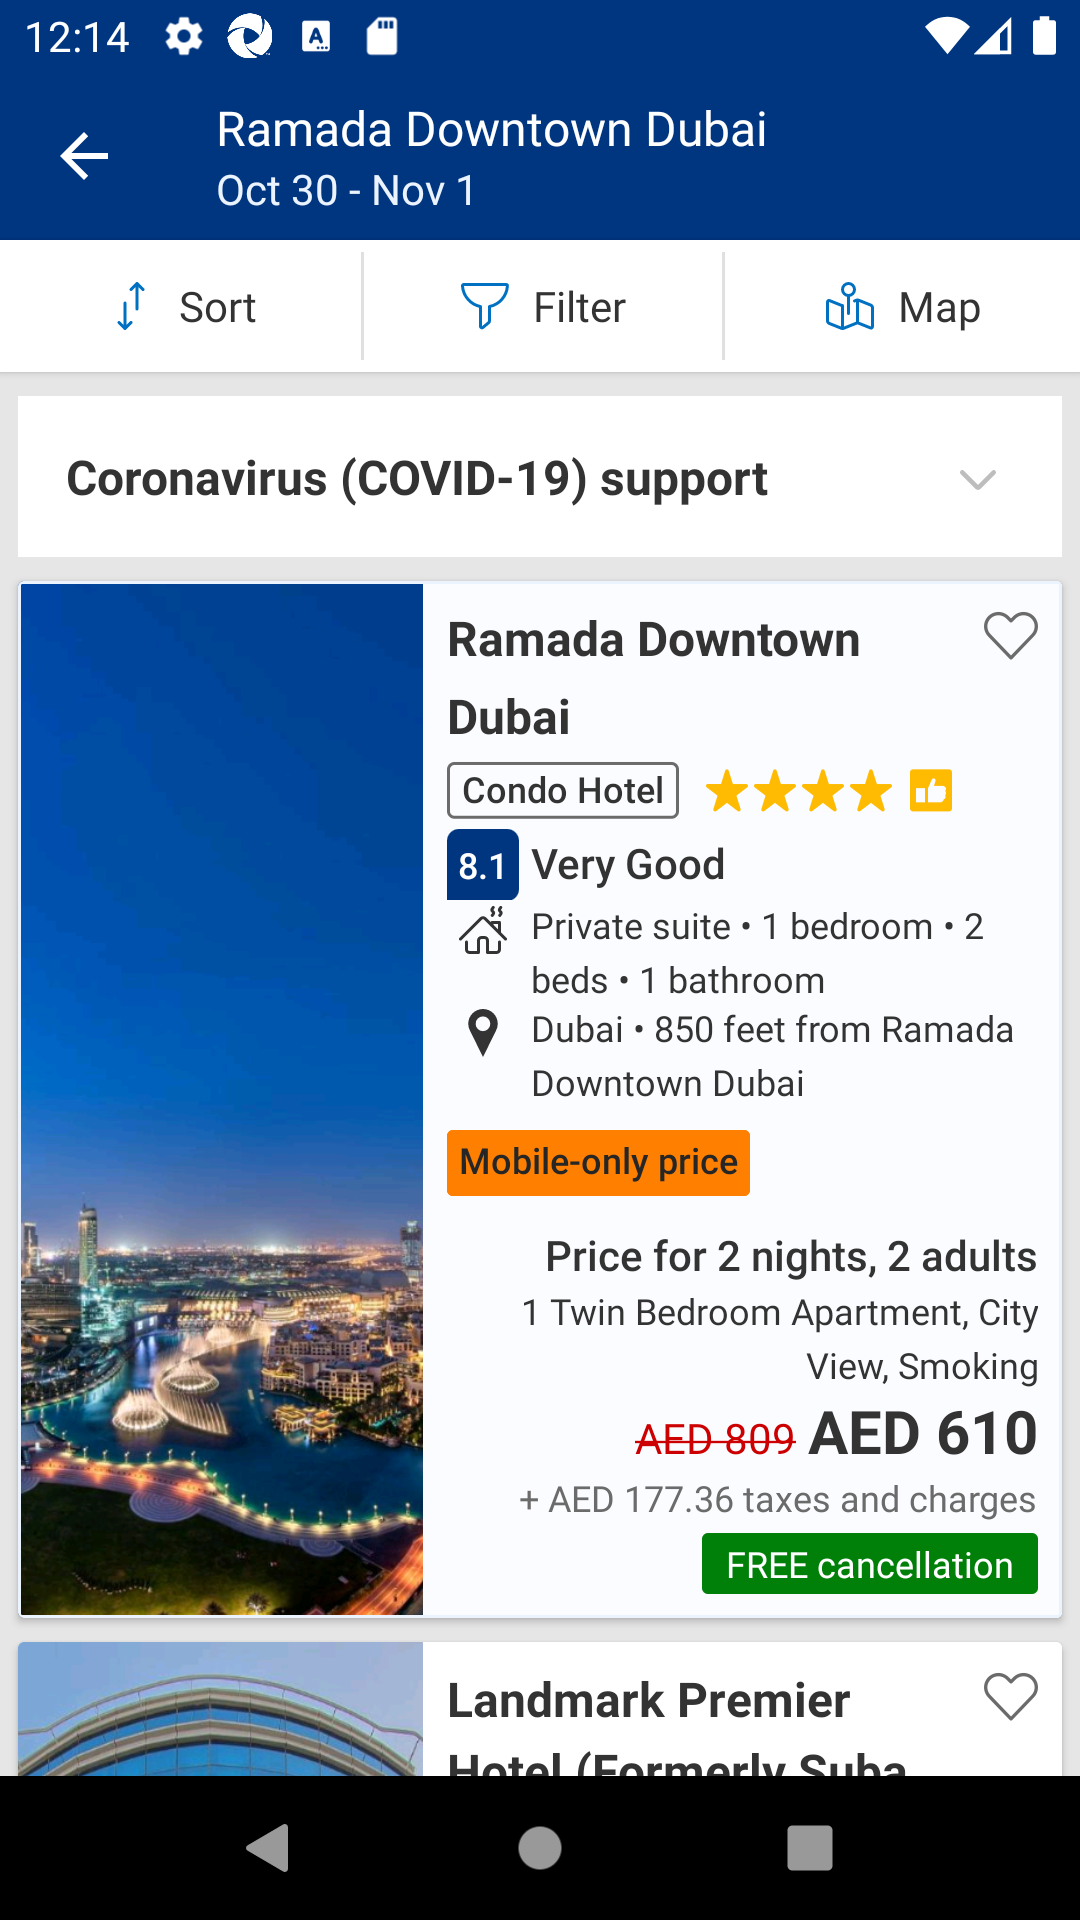 12:14
Ramada Downtown Dubai
Oct 30 - Nov 1
Sort
Filter
Map
Coronavirus (COVID-19) support
Ramada Downtown
Dubai
Condo Hotel
8.1 Very Good
Private suite • 1 bedroom • 2
beds • 1 bathroom
Dubai • 850 feet from Ramada
Downtown Dubai
Mobile-only price
Price for 2 nights, 2 adults
1 Twin Bedroom Apartment, City
View, Smoking
AED 809 AED 610
+ AED 177.36 taxes and charges
FREE cancellation
Landmark Premier
Hotel (Formerly Suba